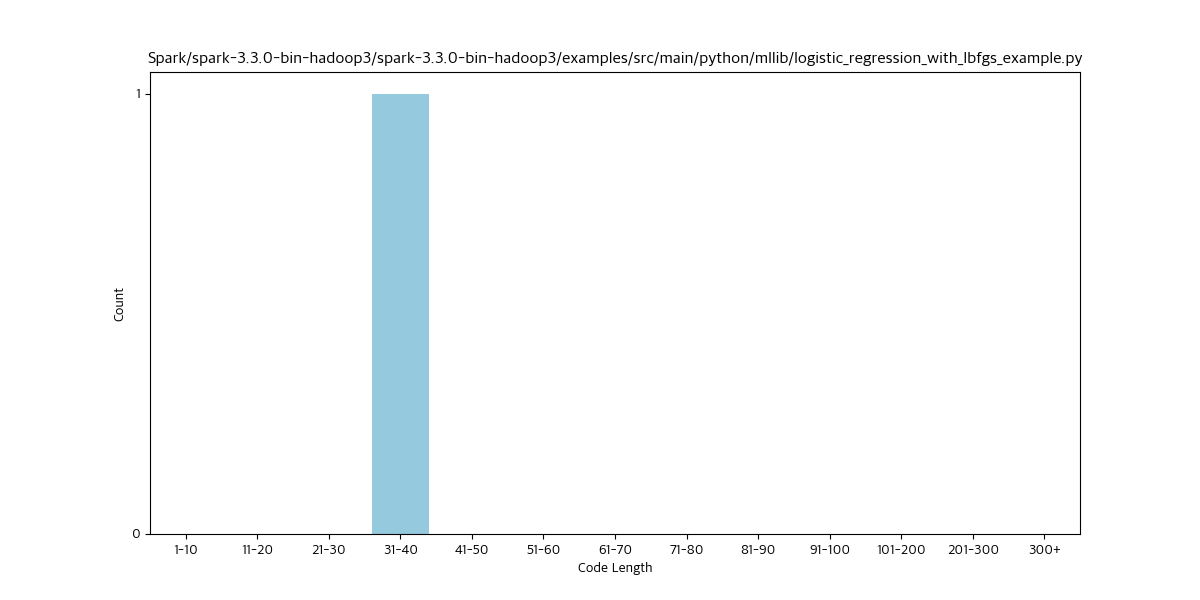 Spark/spark-3.3.0-bin-hadoop3/spark-3.3.0-bin-hadoop3/examples/src/main/python/mllib/logistic_regression_with_lbfgs_example.py
1
Count
0
1-10 11-20 21-30 31-40 41-50 51-60 61-70 71-80 81-90 91-100 101-200 201-300 300+
Code Length